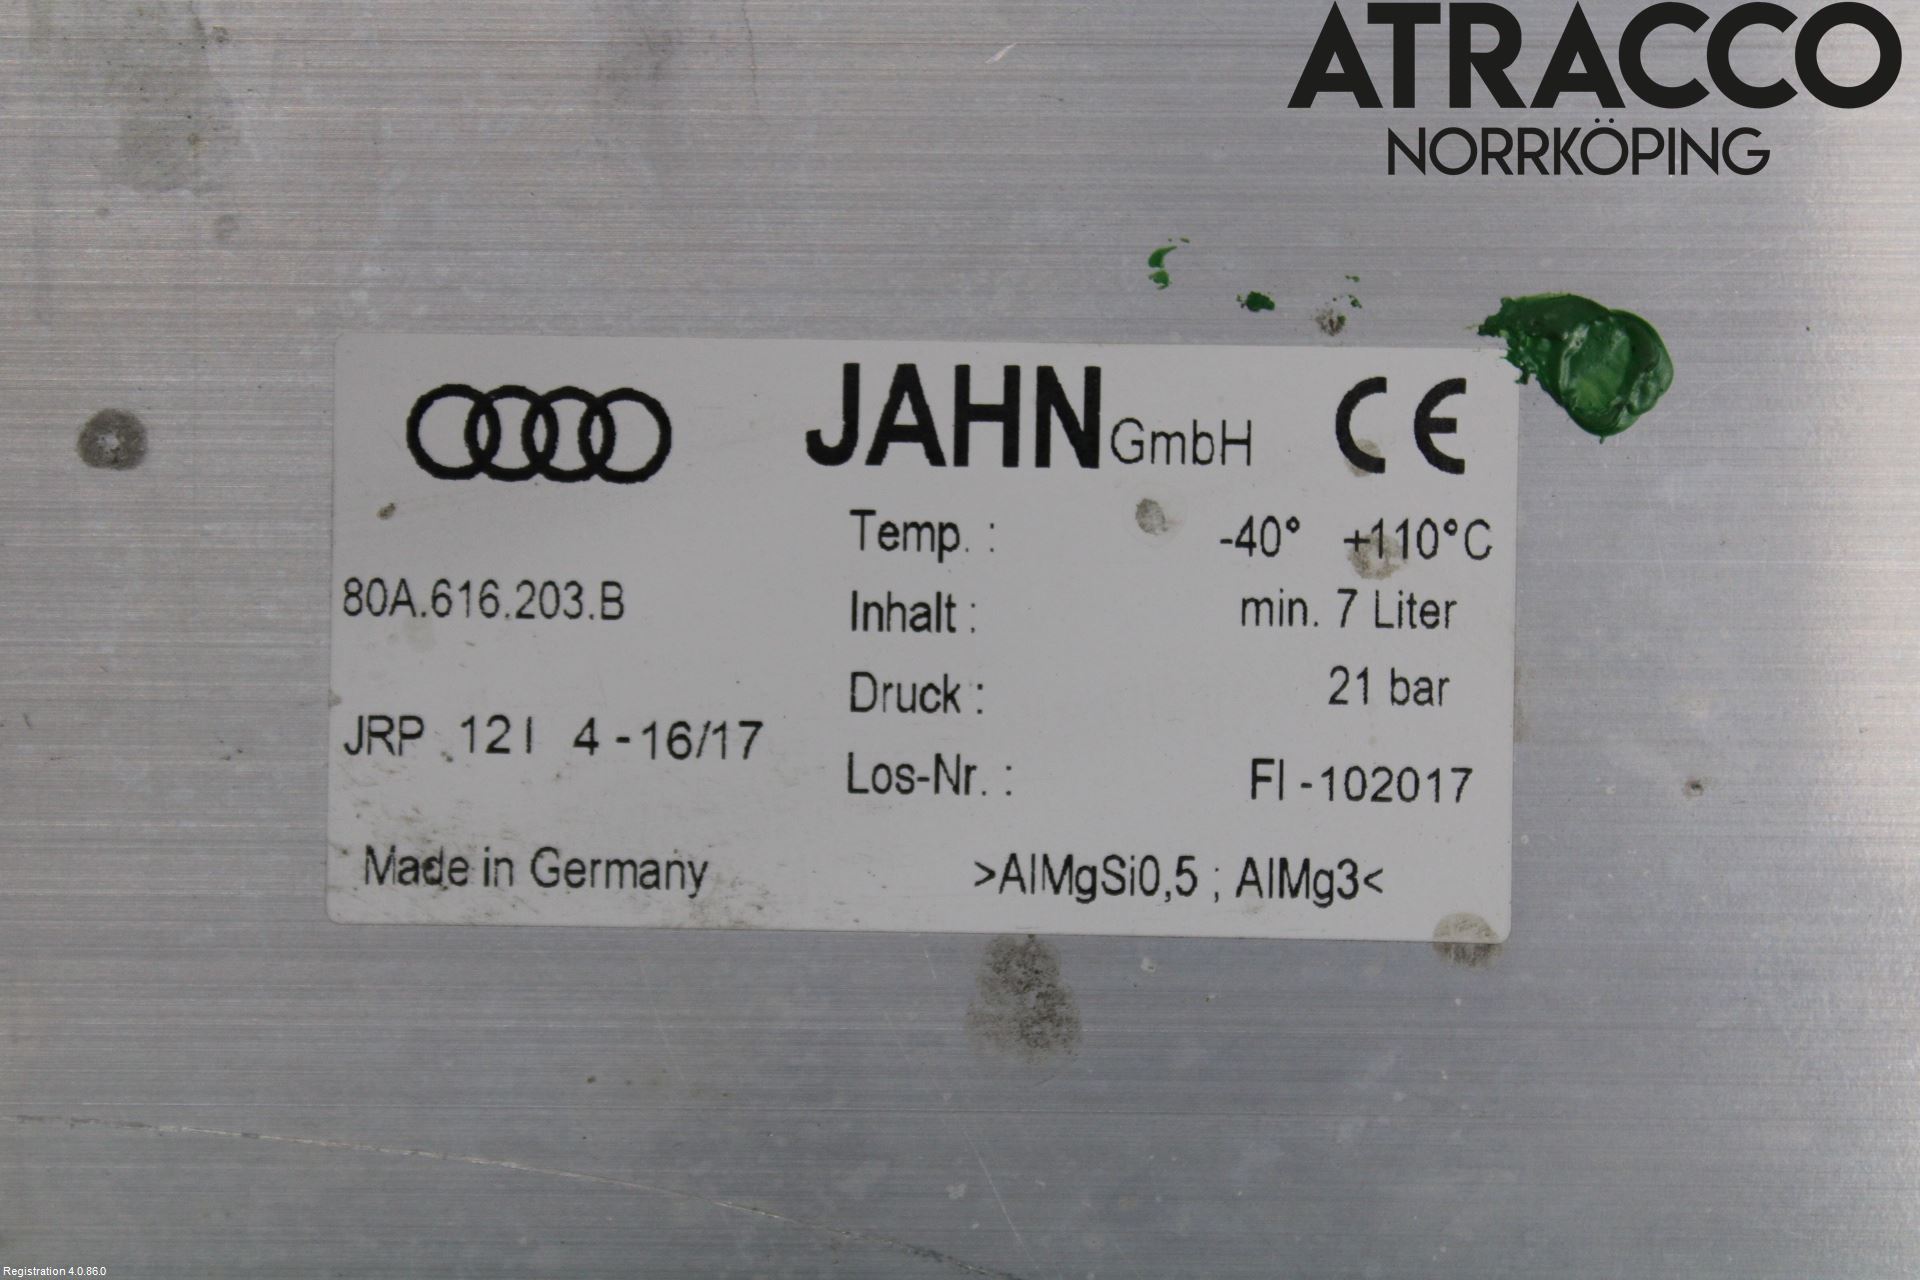 ATRACCO
NORRKÖPING
JAHN GmbH CE
Temp. : -40° +110°C
80A.616.203.B
Inhalt : min. 7 Liter
Druck : 21 bar
JRP 12 l 4 - 16/17
Los-Nr. : FI - 102017
Made in Germany >AlMgSi0,5 ; AlMg3<
Registration 4.0.86.0